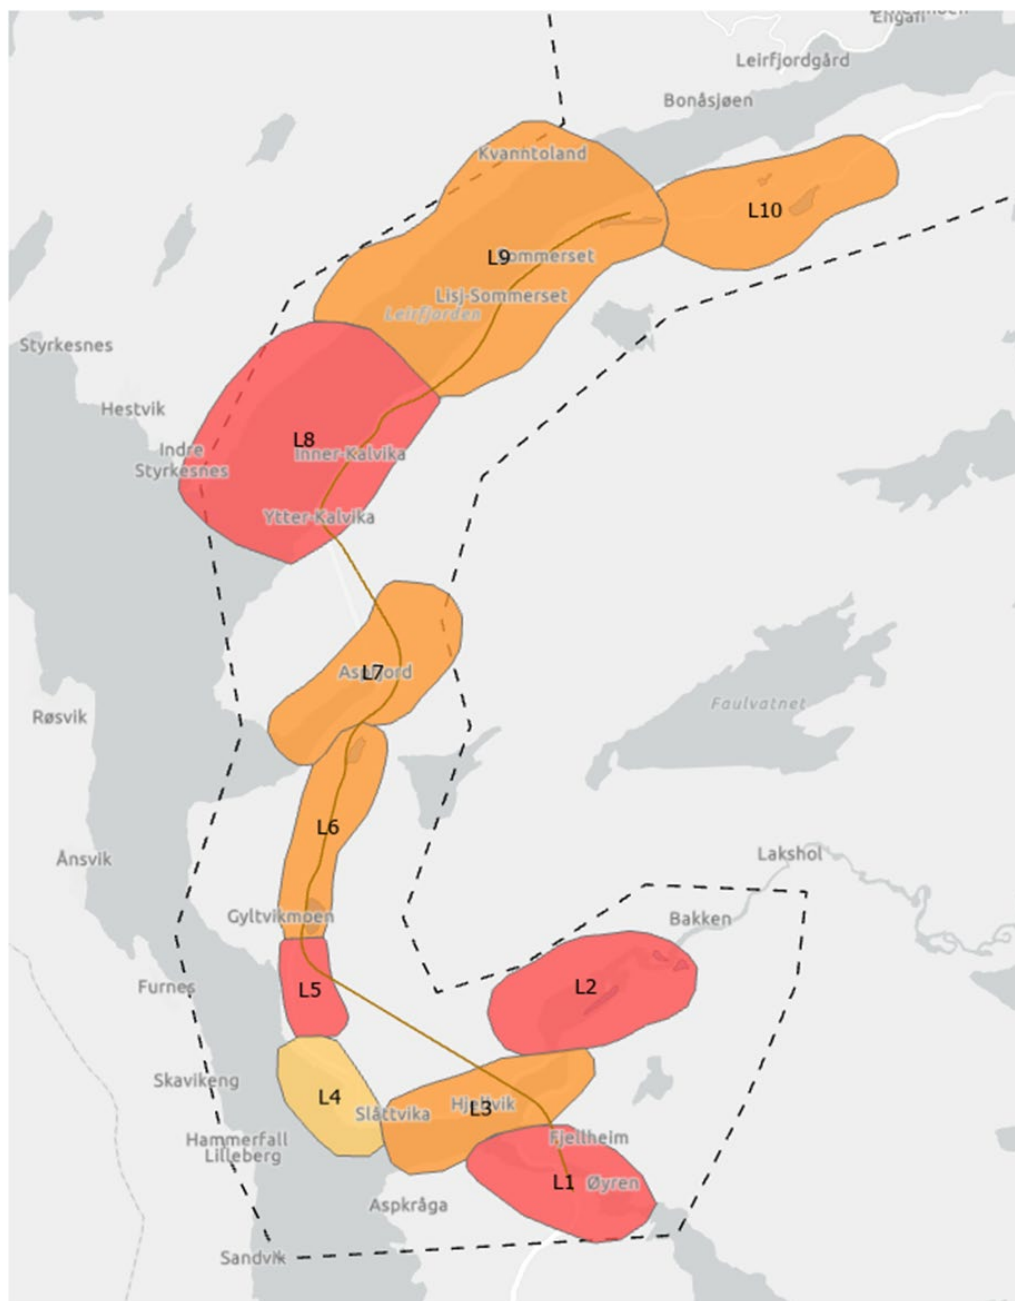 Engan
Leirfjordgård
Bonåsjøen
Kvanntoland
L10
L9
Sommerset
Lisj-Sommerset
Leirfjorden
Styrkesnes
Hestvik
L8
Indre
Styrkesnes
Inner-Kalvika
Ytter-Kalvika
L7
Røsvik
Faulvatnet
L6
Ånsvik
Lakshol
Gyltvikmoen
Bakken
Furnes
L5
L2
Skavikeng
L4
Slåttvika
L3
Hammerfall
Lilleberg
Fjellheim
L1
Øyren
Aspkråga
Sandvik